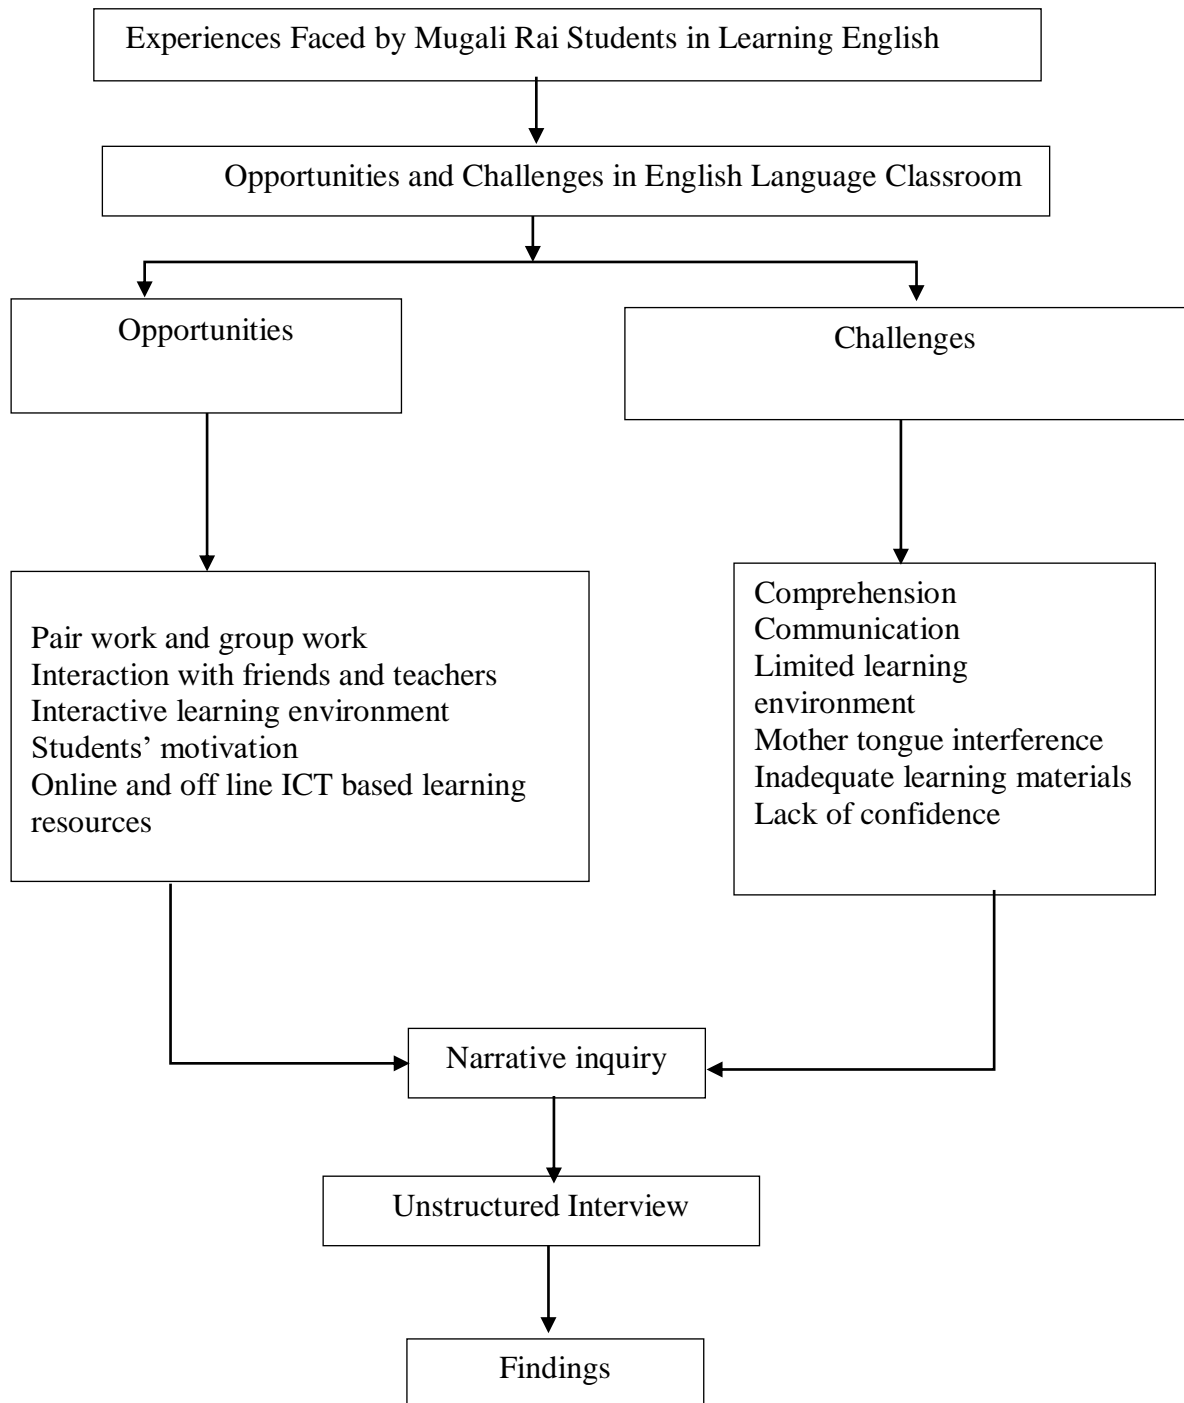 Experiences Faced by Mugali Rai Students in Learning English
Opportunities and Challenges in English Language Classroom
Opportunities
Challenges
Pair work and group work
Interaction with friends and teachers
Interactive learning environment
Students’ motivation
Online and off line ICT based learning
resources
Comprehension
Communication
Limited learning
environment
Mother tongue interference
Inadequate learning materials
Lack of confidence
Narrative inquiry
Unstructured Interview
Findings